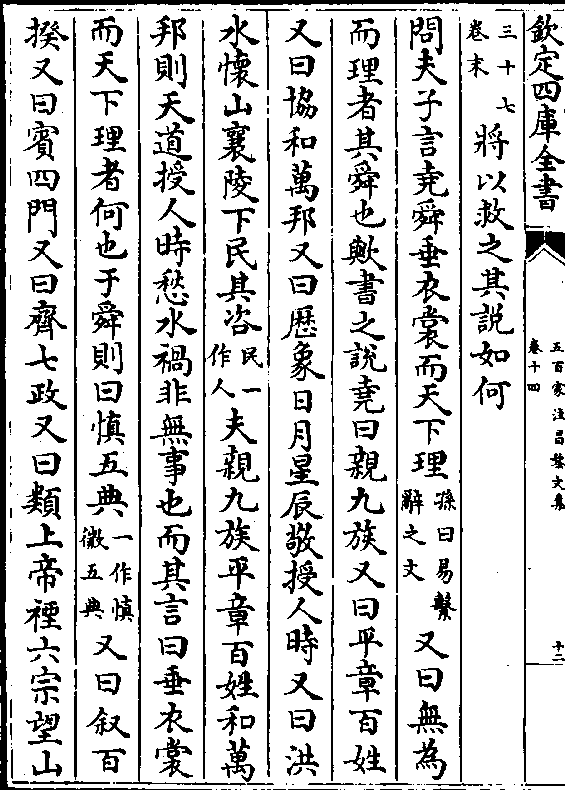 欽定四庫全書
五百家注昌黎文集
卷十四
十二
三十七
卷末
將以救之其說如何
問夫子言堯舜垂衣裳而天下理
孫曰易繫
辭之文
又曰無為
而理者其舜也歟書之說堯曰親九族又曰平章百姓
又曰協和萬邦又曰歷象日月星辰敬授人時又曰洪
水懷山襄陵下民其咨
民一
作人
夫親九族平章百姓和萬
邦則天道授人時愁水禍非無事也而其言曰垂衣裳
而天下理者何也于舜則曰慎五典
一作慎
徽五典
又曰叙百
揆又曰賓四門又曰齊七政又曰類上帝禋六宗望山